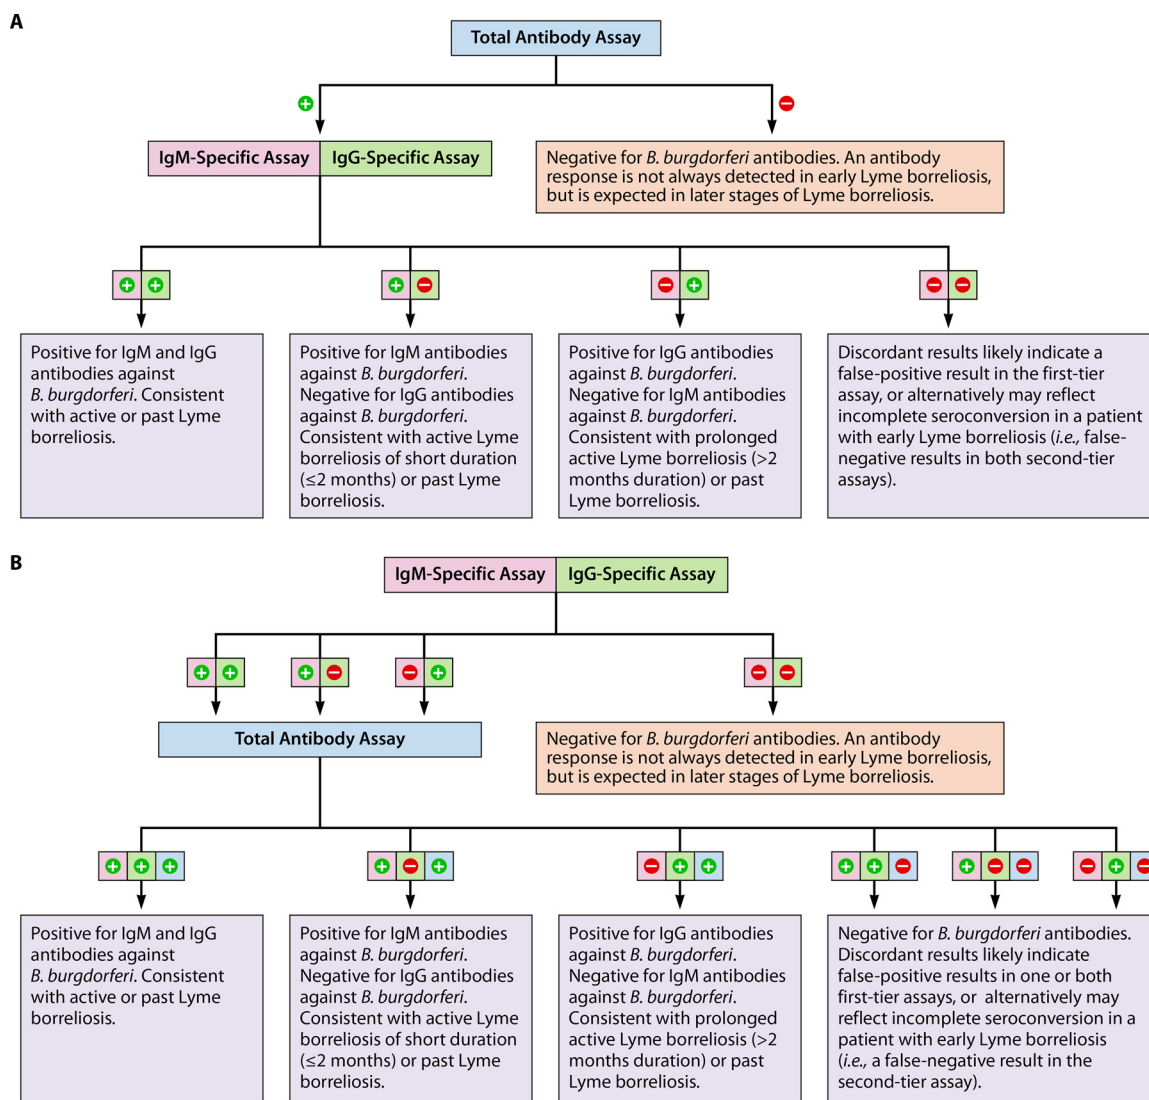 A
Total Antibody Assay
IgM-Specific Assay
IgG-Specific Assay
Negative for B. burgdorferi antibodies. An antibody
response is not always detected in early Lyme borreliosis,
but is expected in later stages of Lyme borreliosis.
Positive for IgM and IgG
antibodies against
B. burgdorferi. Consistent
with active or past Lyme
borreliosis.
Positive for IgM antibodies
against B. burgdorferi.
Negative for IgG antibodies
against B. burgdorferi.
Consistent with active Lyme
borreliosis of short duration
(≤2 months) or past Lyme
borreliosis.
Positive for IgG antibodies
against B. burgdorferi.
Negative for IgM antibodies
against B. burgdorferi.
Consistent with prolonged
active Lyme borreliosis (>2
months duration) or past
Lyme borreliosis.
Discordant results likely indicate a
false-positive result in the first-tier
assay, or alternatively may reflect
incomplete seroconversion in a patient
with early Lyme borreliosis (i.e., false-
negative results in both second-tier
assays).
B
IgM-Specific Assay
IgG-Specific Assay
Total Antibody Assay
Negative for B. burgdorferi antibodies. An antibody
response is not always detected in early Lyme borreliosis,
but is expected in later stages of Lyme borreliosis.
Positive for IgM and IgG
antibodies against
B. burgdorferi. Consistent
with active or past Lyme
borreliosis.
Positive for IgM antibodies
against B. burgdorferi.
Negative for IgG antibodies
against B. burgdorferi.
Consistent with active Lyme
borreliosis of short duration
(≤2 months) or past Lyme
borreliosis.
Positive for IgG antibodies
against B. burgdorferi.
Negative for IgM antibodies
against B. burgdorferi.
Consistent with prolonged
active Lyme borreliosis (>2
months duration) or past
Lyme borreliosis.
Negative for B. burgdorferi antibodies.
Discordant results likely indicate
false-positive results in one or both
first-tier assays, or alternatively may
reflect incomplete seroconversion in a
patient with early Lyme borreliosis
(i.e., a false-negative result in the
second-tier assay).